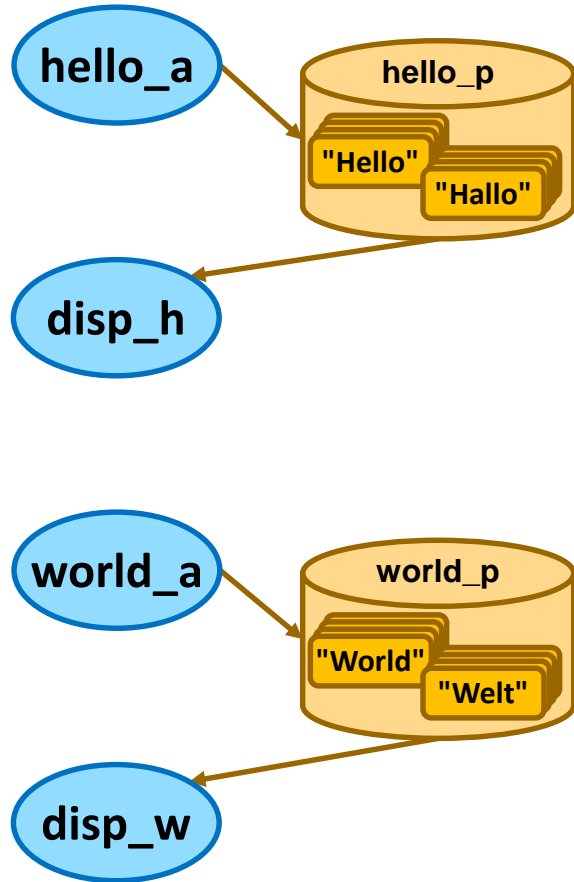 hello_a
hello_p
"Hello"
"Hallo"
disp_h
world_a
world_p
"World"
"Welt"
disp_w